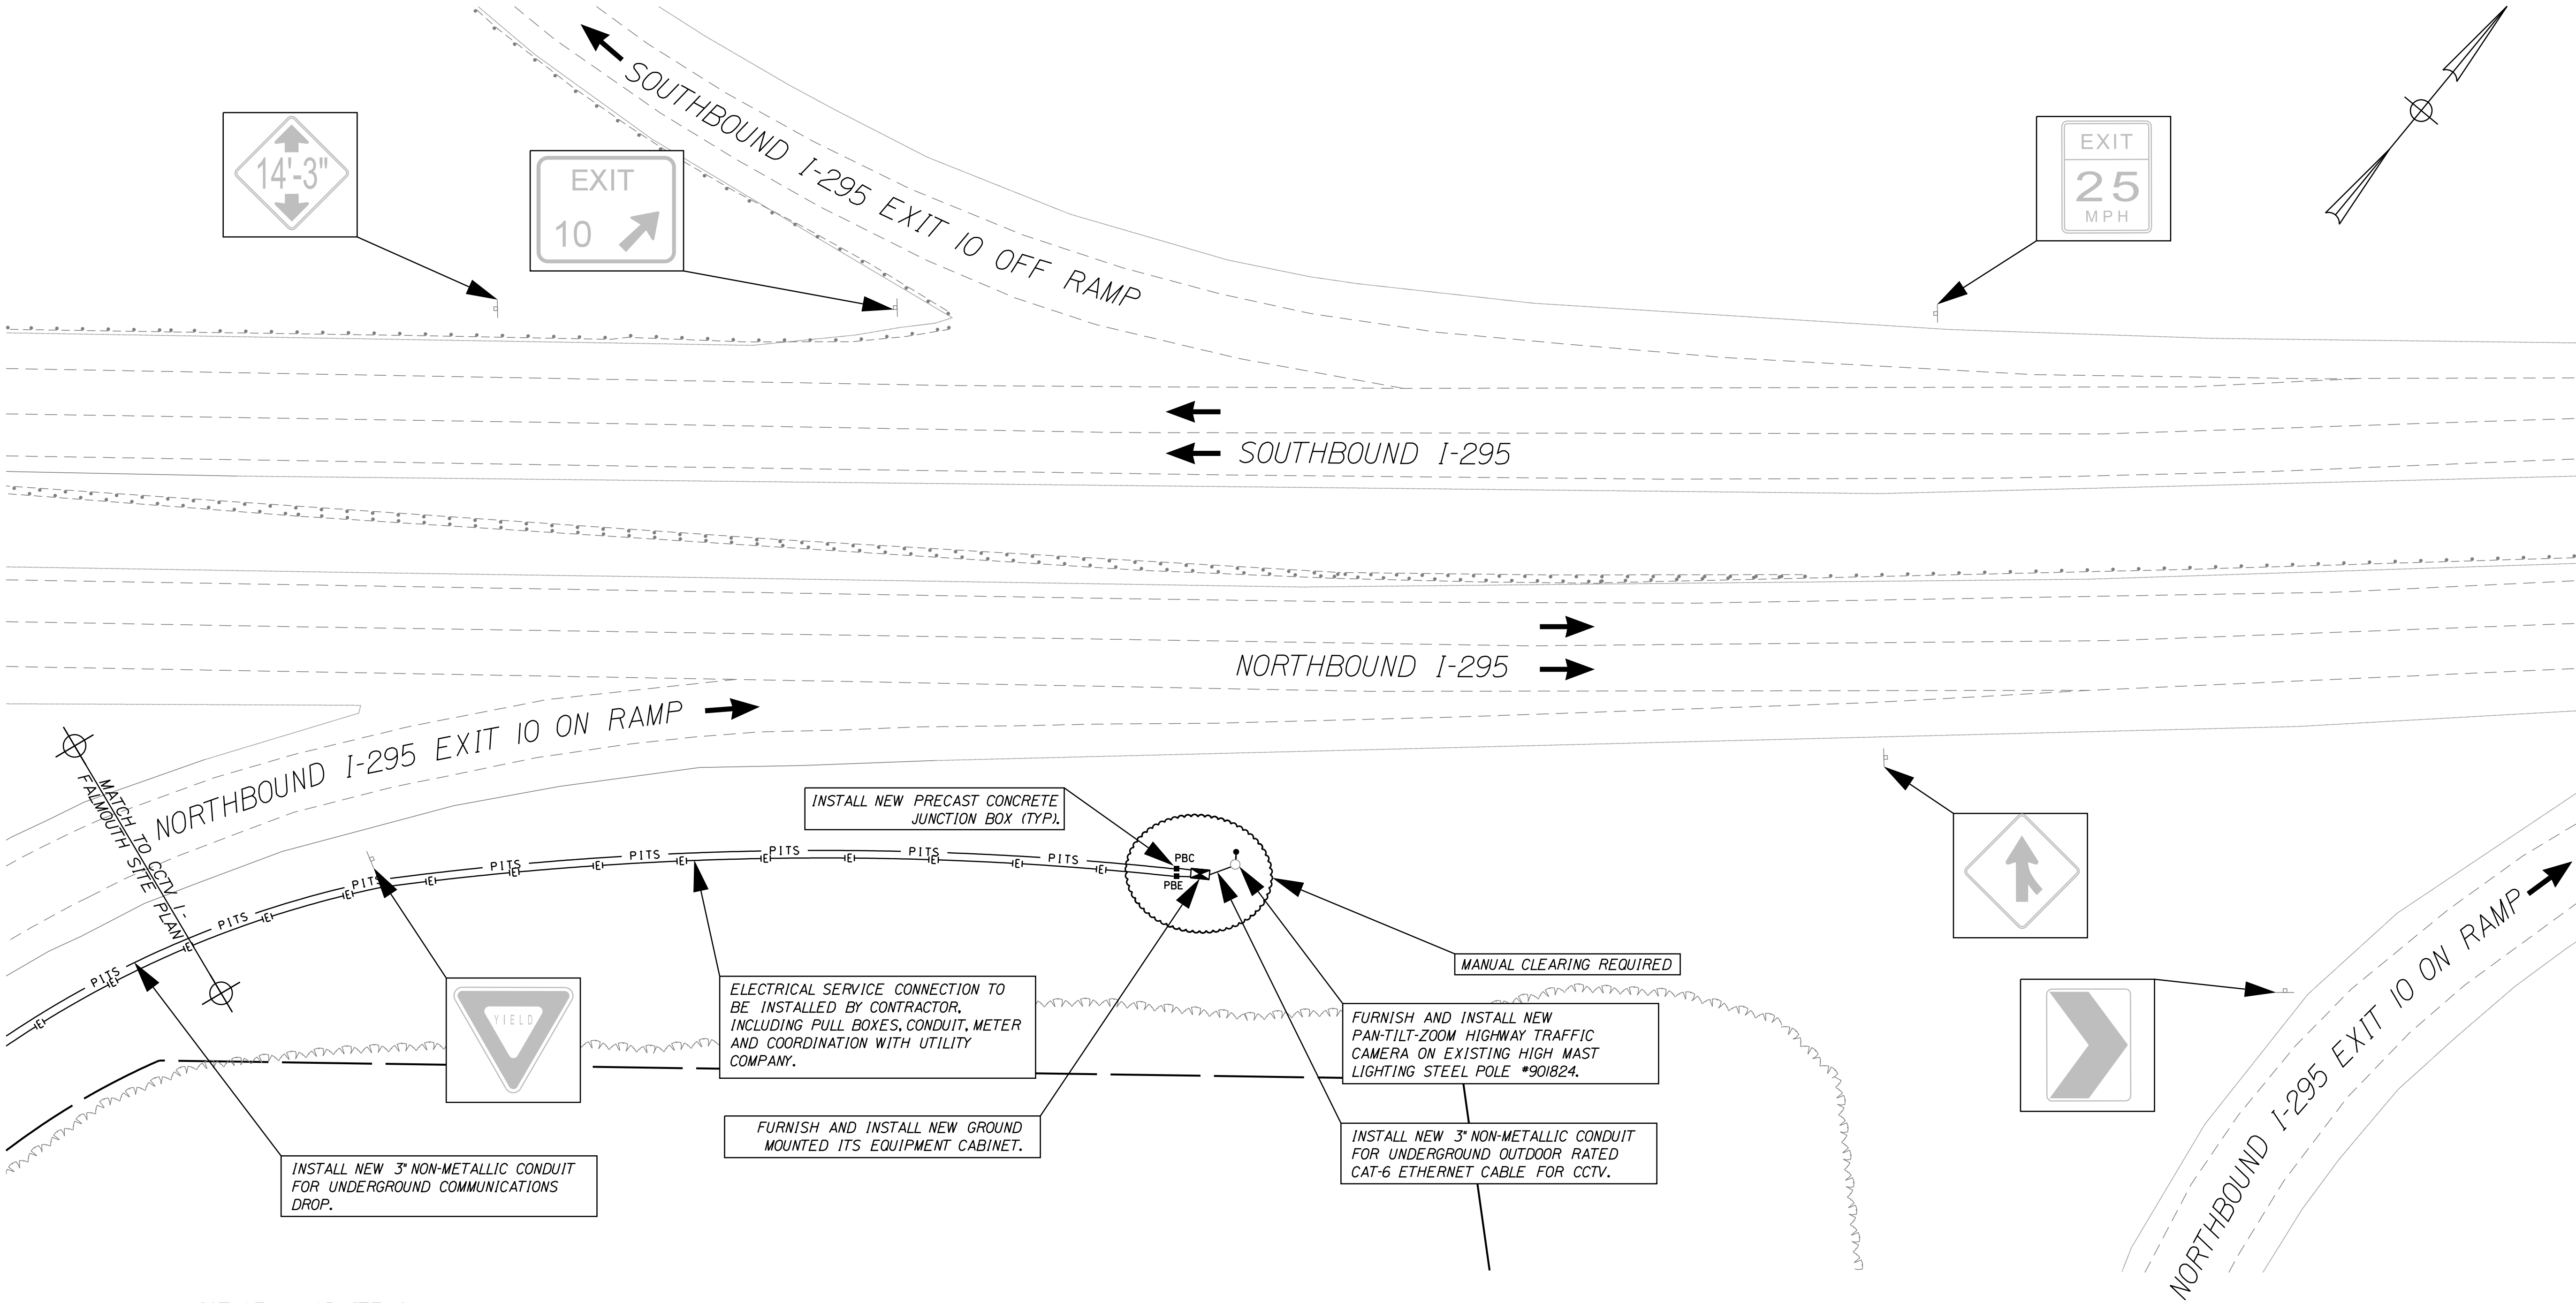 SOUTHBOUND I-295 EXIT 10 OFF RAMP
14'-3"
EXIT
10
EXIT
25
MPH
SOUTHBOUND I-295
NORTHBOUND I-295
NORTHBOUND I-295 EXIT 10 ON RAMP
MATCH TO CCTV 1-
FALMOUTH SITE PLAN
INSTALL NEW PRECAST CONCRETE
JUNCTION BOX (TYP).
PITS
PITS
PITS
PITS
PITS
PITS
PITS
PITS
E
E
E
E
E
E
E
E
E
E
E
E
E
E
PBC
PBE
YIELD
MANUAL CLEARING REQUIRED
ELECTRICAL SERVICE CONNECTION TO
BE INSTALLED BY CONTRACTOR,
INCLUDING PULL BOXES, CONDUIT, METER
AND COORDINATION WITH UTILITY
COMPANY.
FURNISH AND INSTALL NEW
PAN-TILT-ZOOM HIGHWAY TRAFFIC
CAMERA ON EXISTING HIGH MAST
LIGHTING STEEL POLE #901824.
FURNISH AND INSTALL NEW GROUND
MOUNTED ITS EQUIPMENT CABINET.
INSTALL NEW 3" NON-METALLIC CONDUIT
FOR UNDERGROUND OUTDOOR RATED
CAT-6 ETHERNET CABLE FOR CCTV.
INSTALL NEW 3" NON-METALLIC CONDUIT
FOR UNDERGROUND COMMUNICATIONS
DROP.
NORTHBOUND I-295 EXIT 10 ON RAMP